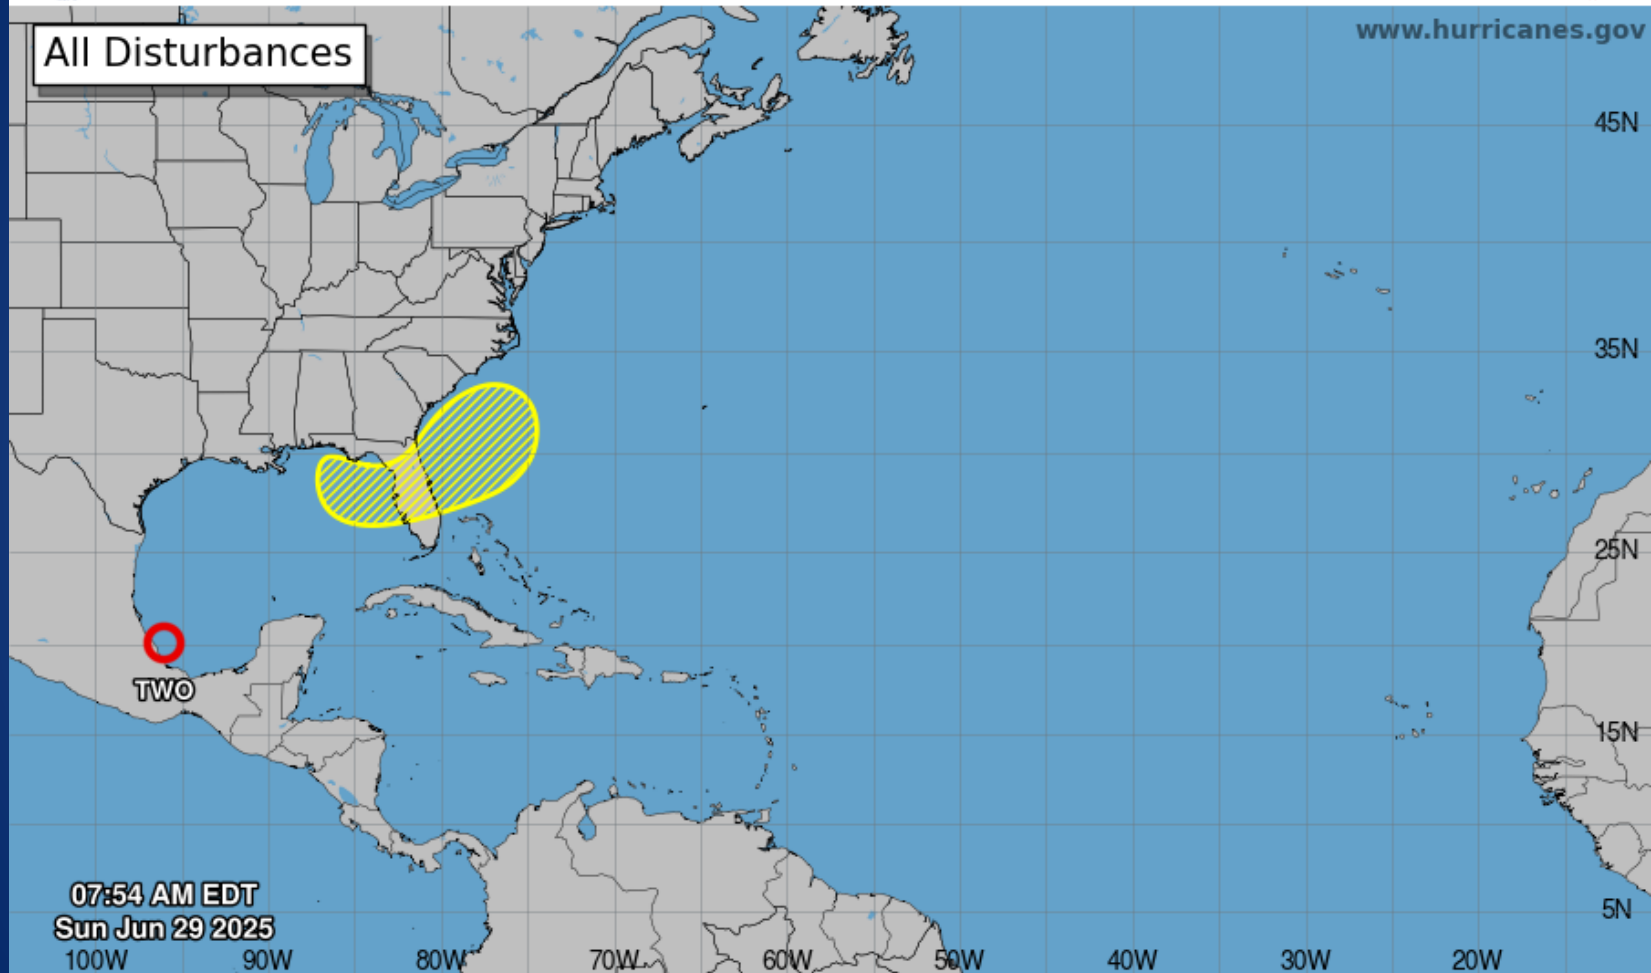 All Disturbances
www.hurricanes.gov
45N
35N
25N
TWO
15N
07:54 AM EDT
Sun Jun 29 2025
5N
100W 90W 80W 70W 60W 50W 40W 30W 20W